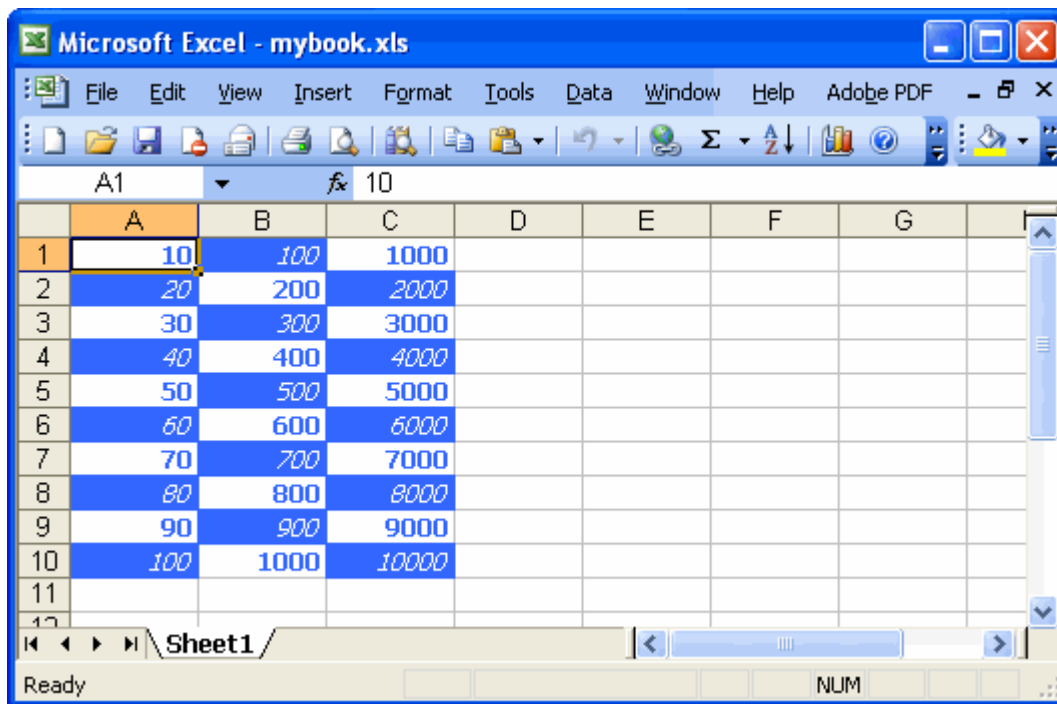 Microsoft Excel - mybook.xls
File Edit View Insert Format Tools Data Window Help Adobe PDF
A1 fx 10
A B C D E F G
1 10 100 1000
2 20 200 2000
3 30 300 3000
4 40 400 4000
5 50 500 5000
6 60 600 6000
7 70 700 7000
8 80 800 8000
9 90 900 9000
10 100 1000 10000
11
Sheet1
Ready NUM